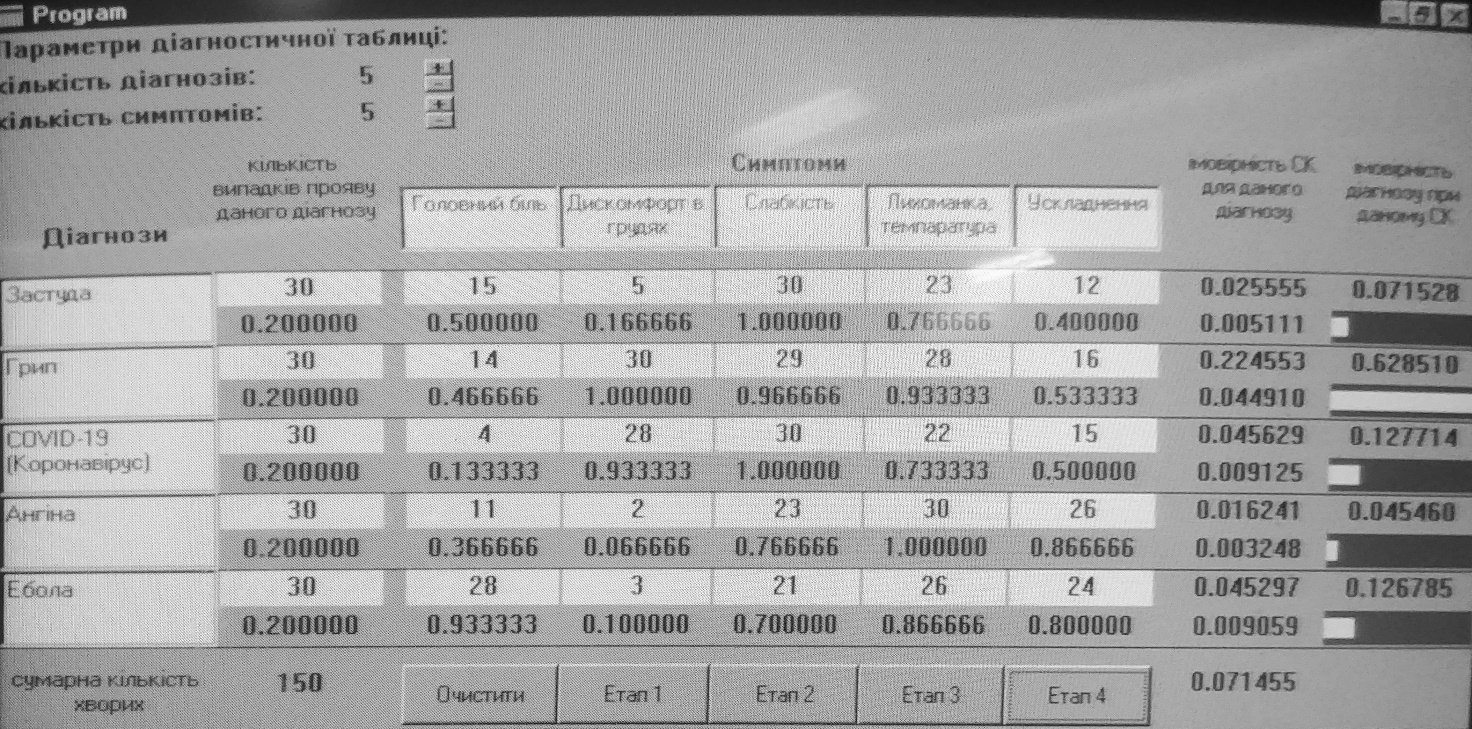 Program
Параметри діагностичної таблиці:
кількість діагнозів: 5 + -
кількість симптомів: 5 + -
Діагнози
кількість
випадків прояву
даного діагнозу
Симптоми
Головний біль
Дискомфорт в
грудях
Слабкість
Лихоманка,
темпаратура
Ускладнення
імовірність СК
для даного
діагнозу
імовірність
діагнозу при
даному СК
Застуда 30 15 5 30 23 12 0.025555 0.071528
0.200000 0.500000 0.166666 1.000000 0.766666 0.400000 0.005111
Грип 30 14 30 29 28 16 0.224553 0.628510
0.200000 0.466666 1.000000 0.966666 0.933333 0.533333 0.044910
COVID-19 30 4 28 30 22 15 0.045629 0.127714
(Коронавірус) 0.200000 0.133333 0.933333 1.000000 0.733333 0.500000 0.009125
Ангіна 30 11 2 23 30 26 0.016241 0.045460
0.200000 0.366666 0.066666 0.766666 1.000000 0.866666 0.003248
Ебола 30 28 3 21 26 24 0.045297 0.126785
0.200000 0.933333 0.100000 0.700000 0.866666 0.800000 0.009059
сумарна кількість
хворих
150
Очистити
Етап 1
Етап 2
Етап 3
Етап 4
0.071455